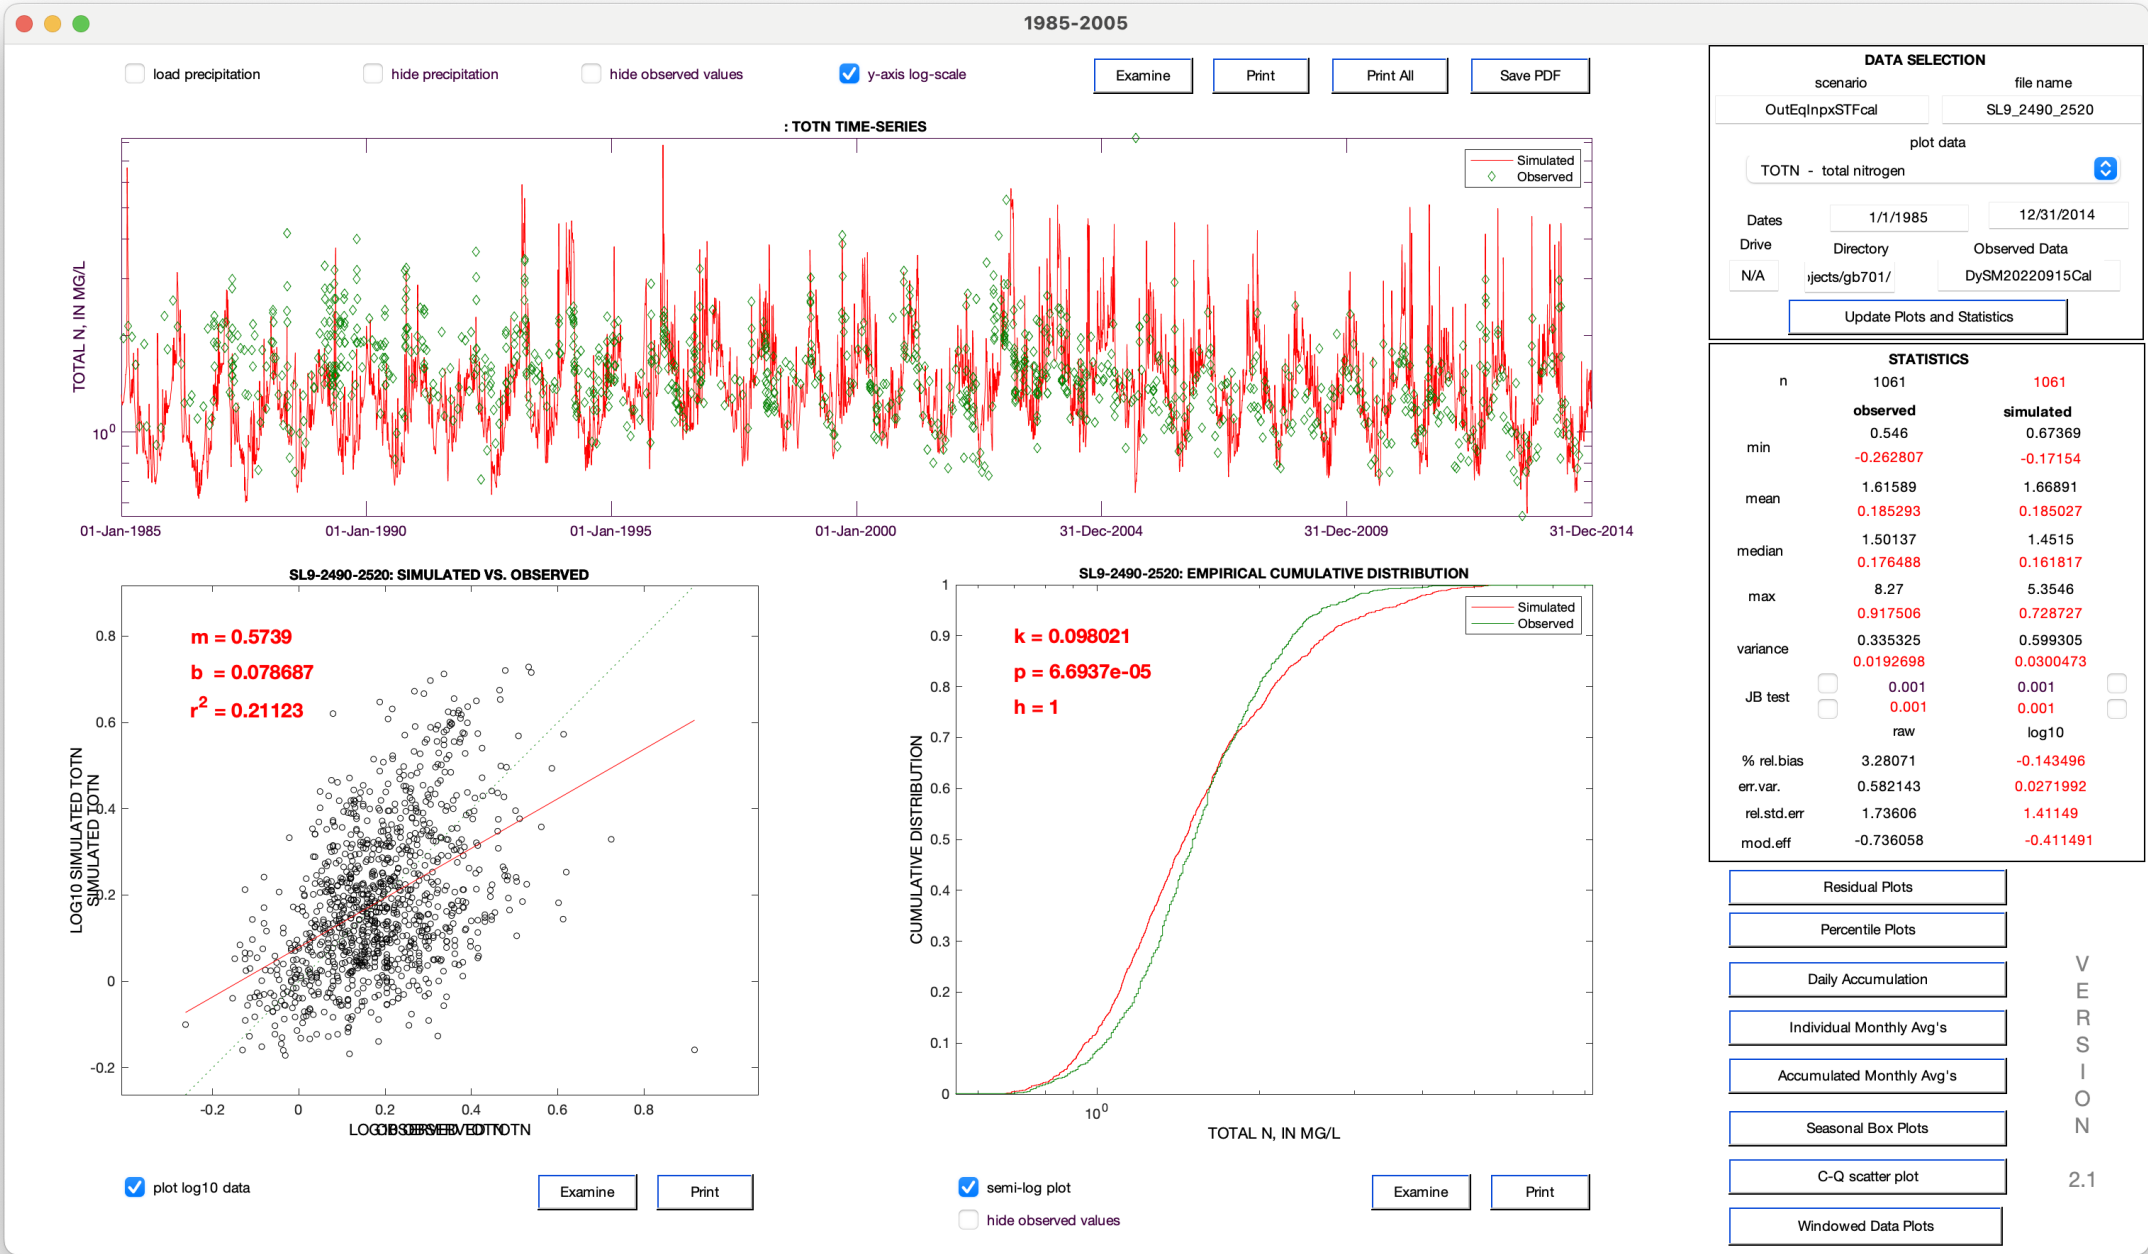 1985-2005
load precipitation
hide precipitation
hide observed values
y-axis log-scale
Examine
Print
Print All
Save PDF
: TOTN TIME-SERIES
TOTAL N, IN MG/L
10^0
Simulated
Observed
01-Jan-1985
01-Jan-1990
01-Jan-1995
01-Jan-2000
31-Dec-2004
31-Dec-2009
31-Dec-2014
SL9-2490-2520: SIMULATED VS. OBSERVED
m = 0.5739
b = 0.078687
r^2 = 0.21123
LOG10 SIMULATED TOTN
SIMULATED TOTN
0.8
0.6
0.4
0.2
0
-0.2
-0.2
0
0.2
0.4
0.6
0.8
plot log10 data
Examine
Print
SL9-2490-2520: EMPIRICAL CUMULATIVE DISTRIBUTION
k = 0.098021
p = 6.6937e-05
h = 1
Simulated
Observed
CUMULATIVE DISTRIBUTION
1
0.9
0.8
0.7
0.6
0.5
0.4
0.3
0.2
0.1
0
10^0
TOTAL N, IN MG/L
semi-log plot
hide observed values
Examine
Print
DATA SELECTION
scenario file name
OutEqInpxSTFcal SL9_2490_2520
plot data
TOTN - total nitrogen
Dates 1/1/1985 12/31/2014
Drive Directory Observed Data
N/A jects/gb701/ DySM20220915Cal
Update Plots and Statistics
STATISTICS
n 1061 1061
observed simulated
min 0.546 0.67369
-0.262807 -0.17154
mean 1.61589 1.66891
0.185293 0.185027
median 1.50137 1.4515
0.176488 0.161817
max 8.27 5.3546
0.917506 0.728727
variance 0.335325 0.599305
0.0192698 0.0300473
JB test 0.001 0.001
0.001 0.001
raw log10
% rel.bias 3.28071 -0.143496
err.var. 0.582143 0.0271992
rel.std.err 1.73606 1.41149
mod.eff -0.736058 -0.411491
Residual Plots
Percentile Plots
Daily Accumulation
Individual Monthly Avg's
Accumulated Monthly Avg's
Seasonal Box Plots
C-Q scatter plot
Windowed Data Plots
VERSION
2.1